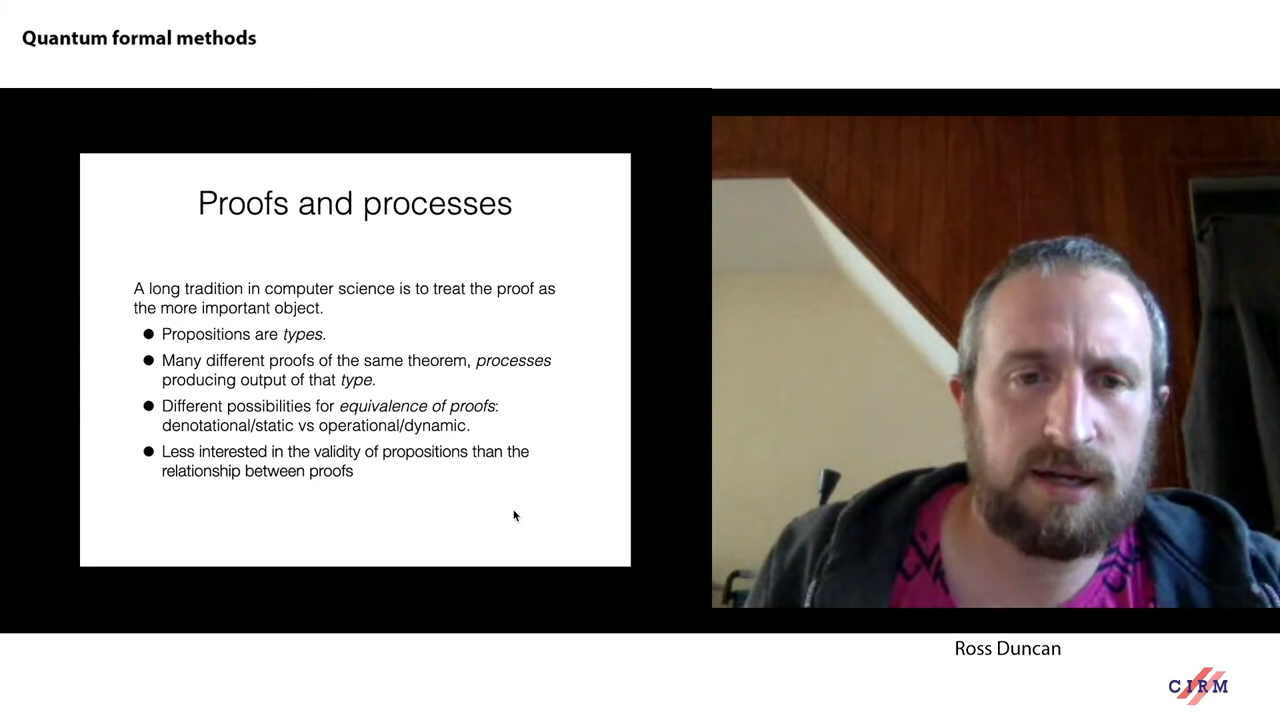 Quantum formal methods
Proofs and processes
A long tradition in computer science is to treat the proof as
the more important object.
● Propositions are types.
● Many different proofs of the same theorem, processes
producing output of that type.
● Different possibilities for equivalence of proofs:
denotational/static vs operational/dynamic.
● Less interested in the validity of propositions than the
relationship between proofs
Ross Duncan
CIRM